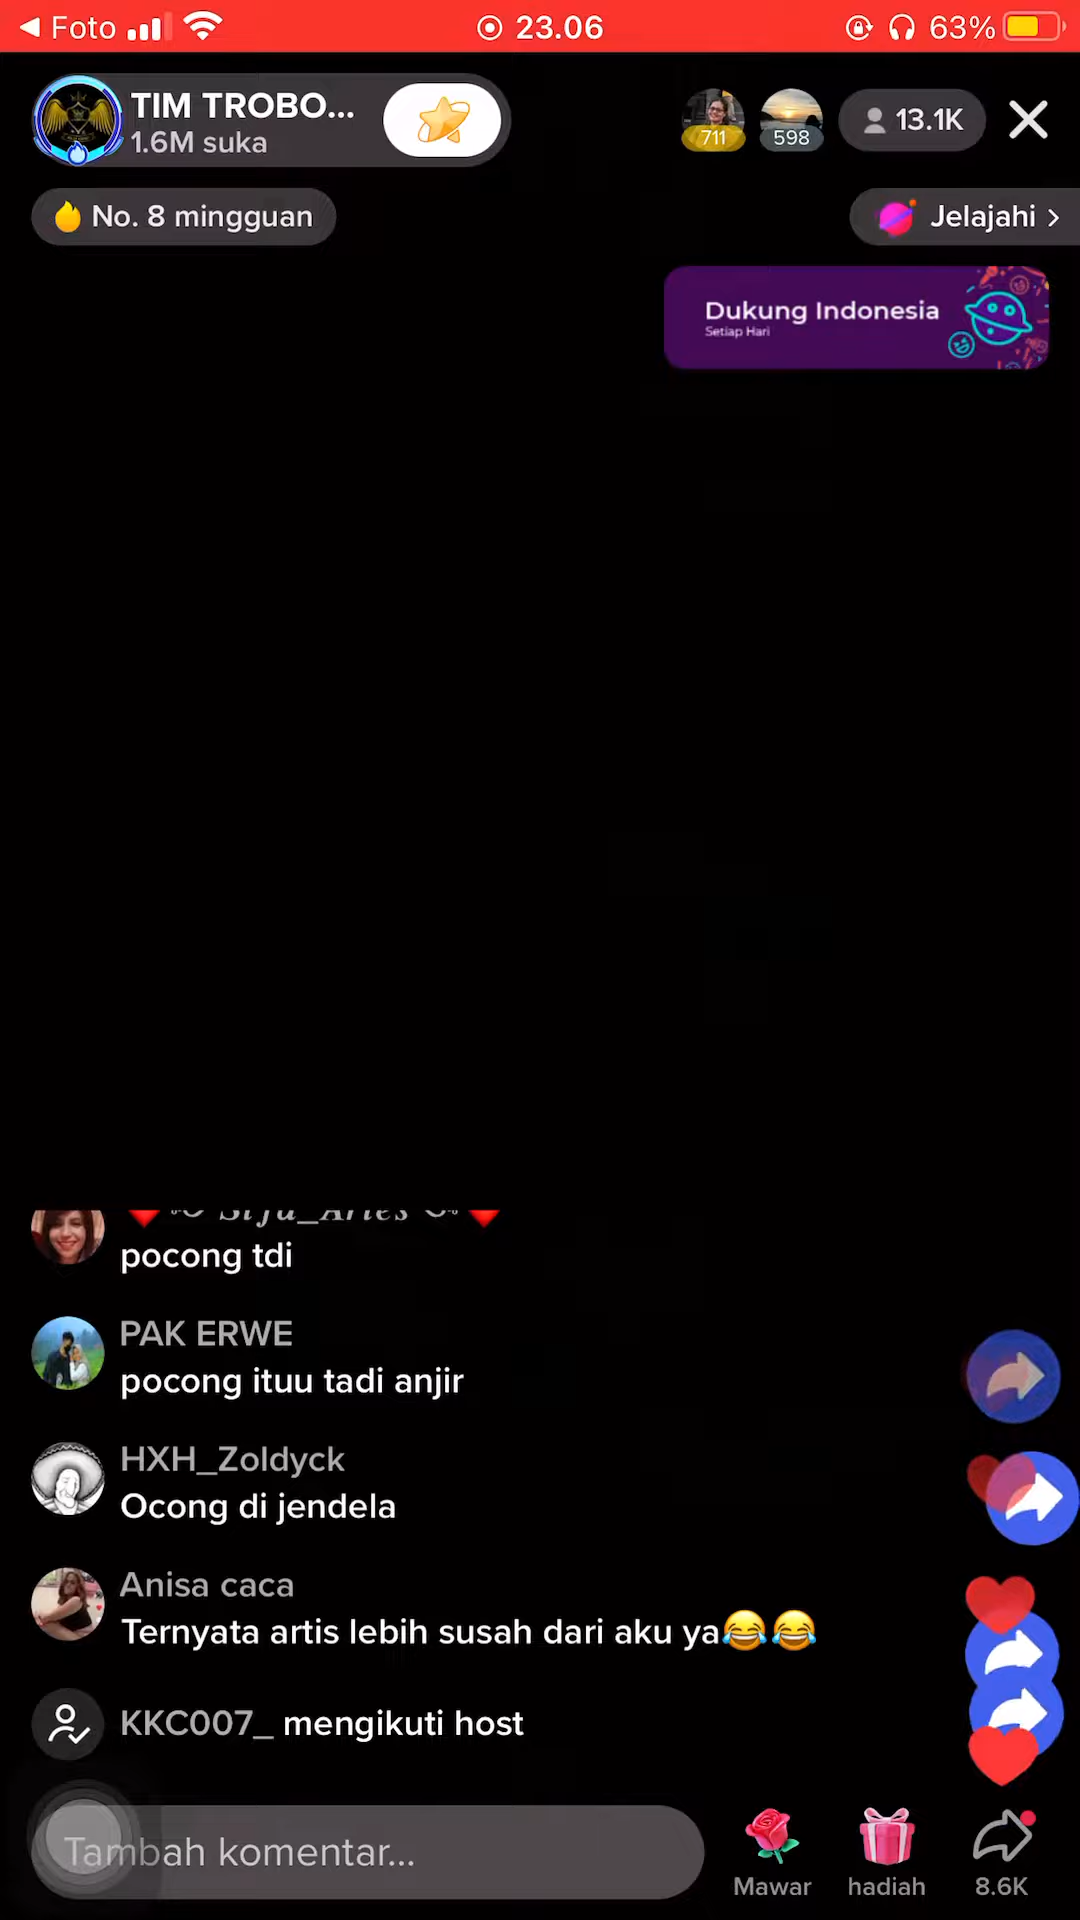 Foto
23.06
63%
TIM TROBO...
1.6M suka
711
598
13.1K
No. 8 mingguan
Jelajahi
Dukung Indonesia
Setiap Hari
Sifa_Aries
pocong tdi
PAK ERWE
pocong ituu tadi anjir
HXH_Zoldyck
Ocong di jendela
Anisa caca
Ternyata artis lebih susah dari aku ya😂😂
KKC007_ mengikuti host
Tambah komentar...
Mawar
hadiah
8.6K